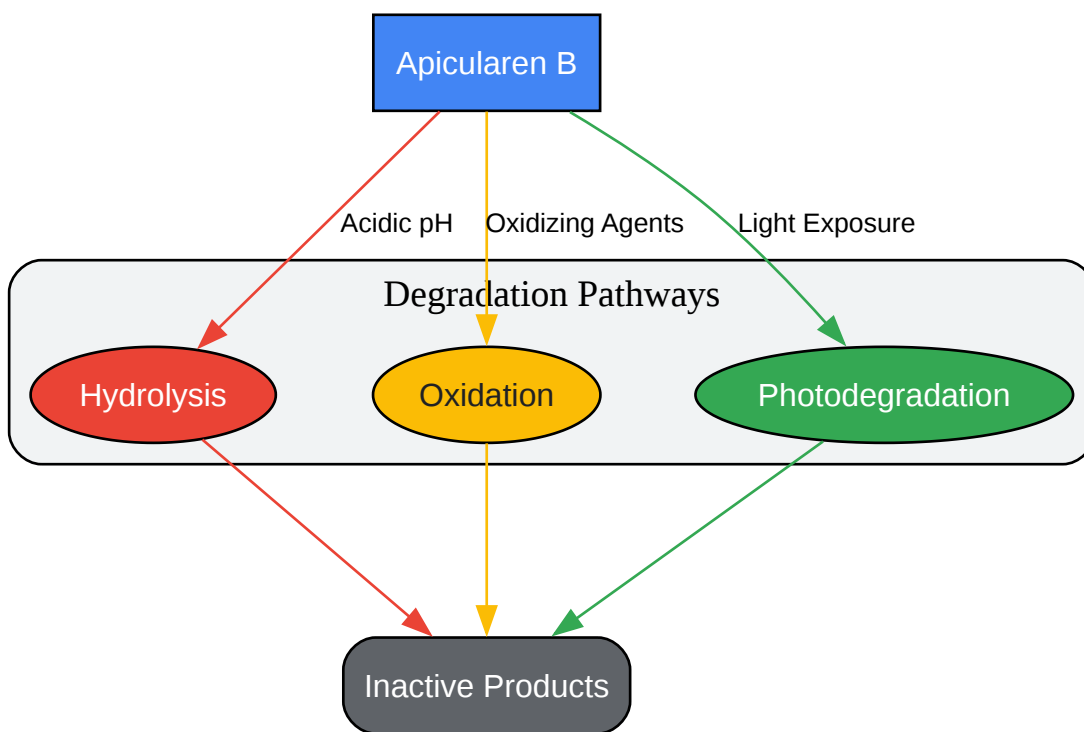 Apicularen B
Acidic pH
Oxidizing Agents
Light Exposure
Degradation Pathways
Hydrolysis
Oxidation
Photodegradation
Inactive Products